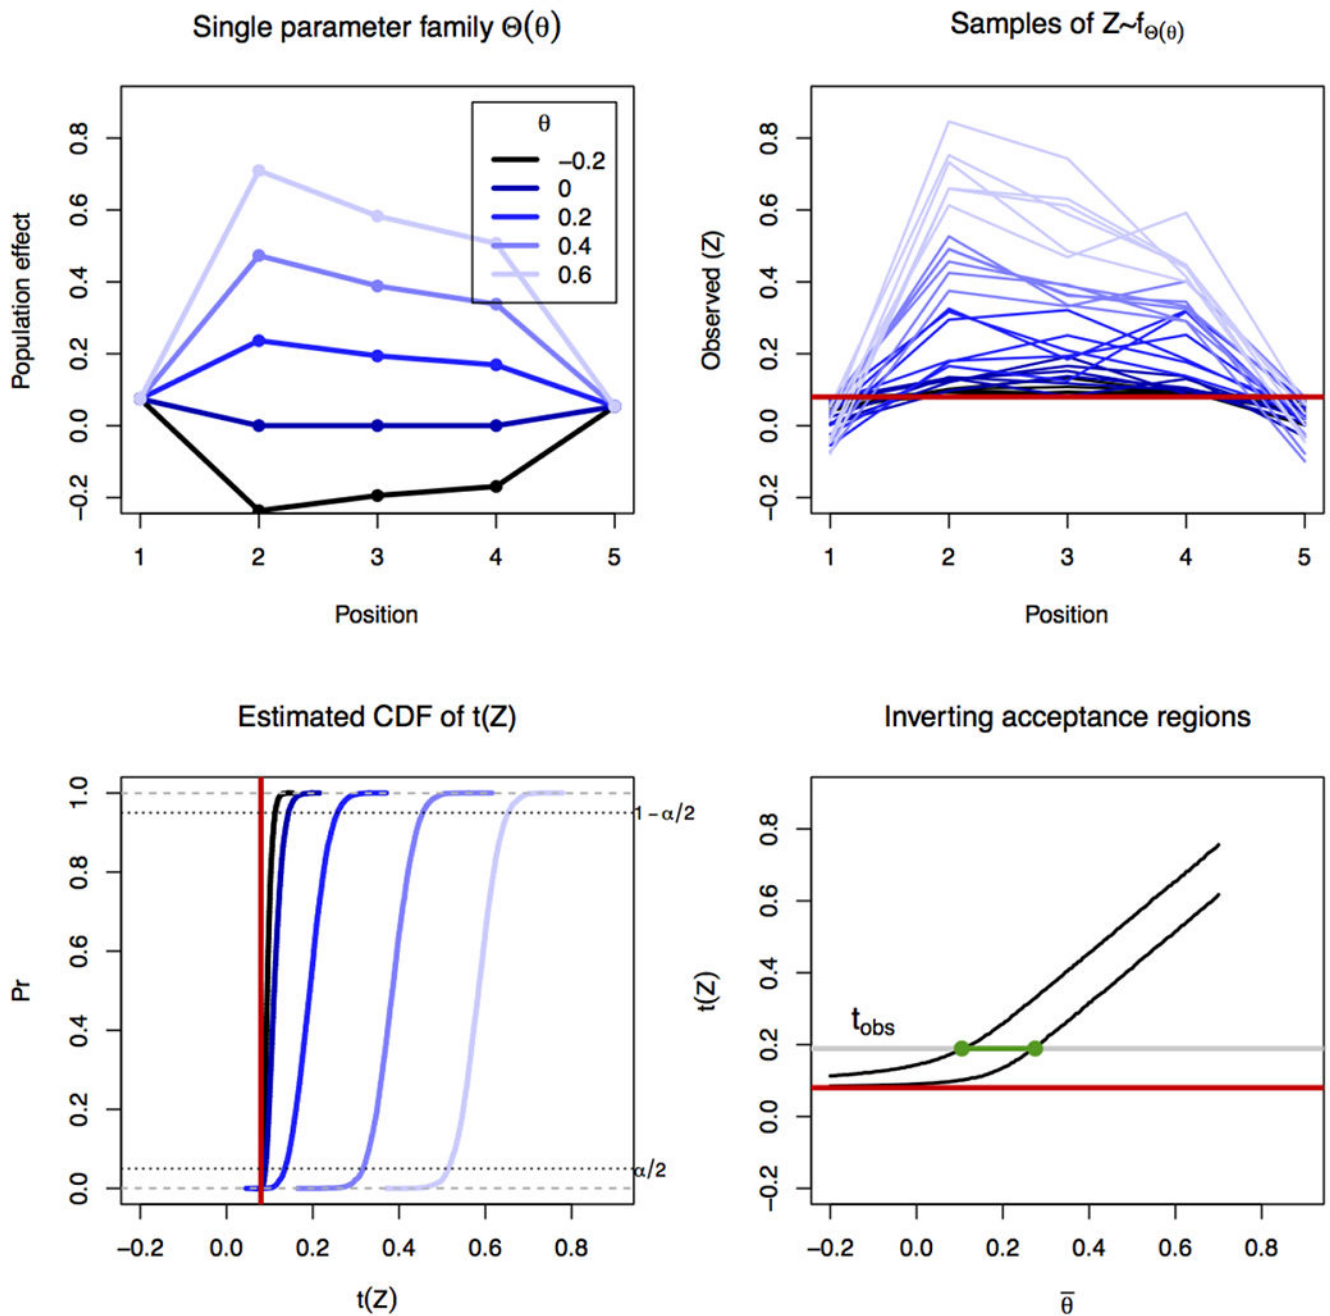 Single parameter family Θ(θ)
Population effect
0.8
0.6
0.4
0.2
0.0
−0.2
1 2 3 4 5
Position
θ
−0.2
0
0.2
0.4
0.6
Samples of Z~fΘ(θ)
Observed (Z)
0.8
0.6
0.4
0.2
0.0
−0.2
1 2 3 4 5
Position
Estimated CDF of t(Z)
Pr
1.0
0.8
0.6
0.4
0.2
0.0
1 − α/2
α/2
−0.2 0.0 0.2 0.4 0.6 0.8
t(Z)
Inverting acceptance regions
t(Z)
0.8
0.6
0.4
0.2
0.0
−0.2
tobs
−0.2 0.0 0.2 0.4 0.6 0.8
θ̅